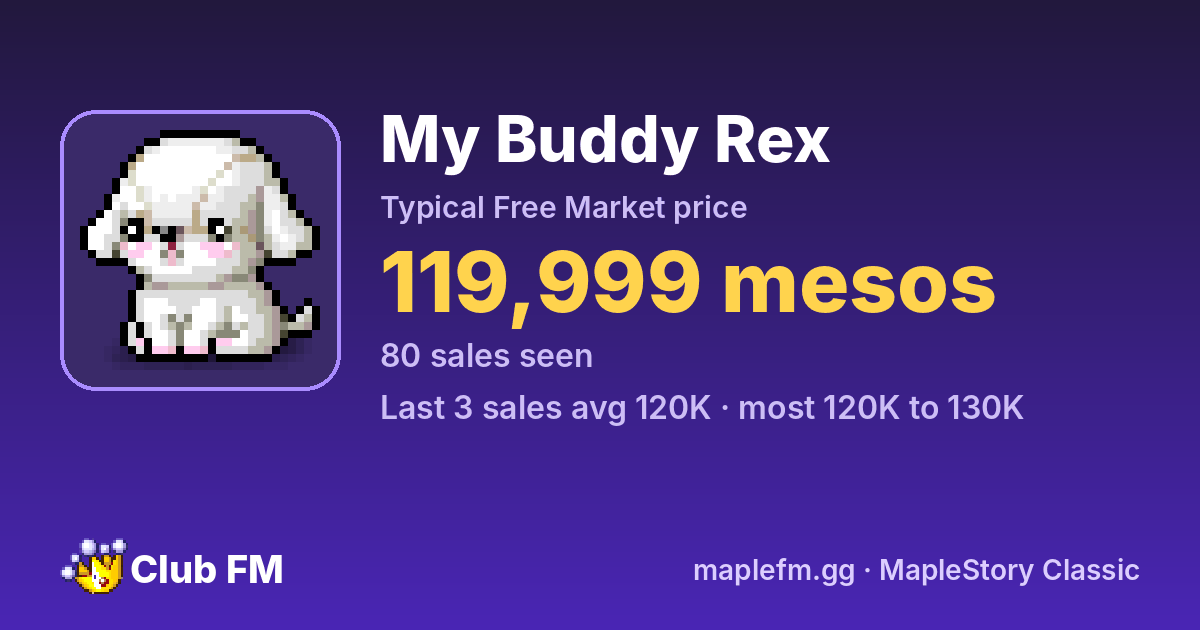 My Buddy Rex
Typical Free Market price
119,999 mesos
80 sales seen
Last 3 sales avg 120K · most 120K to 130K
Club FM
maplefm.gg · MapleStory Classic